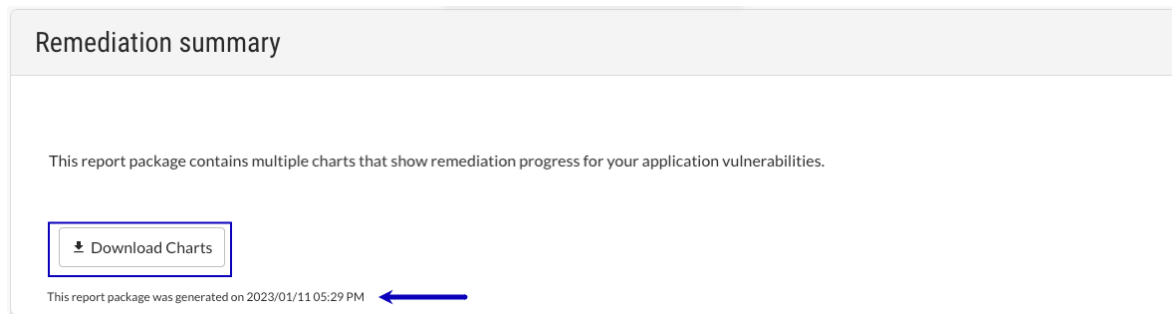 Remediation summary
This report package contains multiple charts that show remediation progress for your application vulnerabilities.
Download Charts
This report package was generated on 2023/01/11 05:29 PM